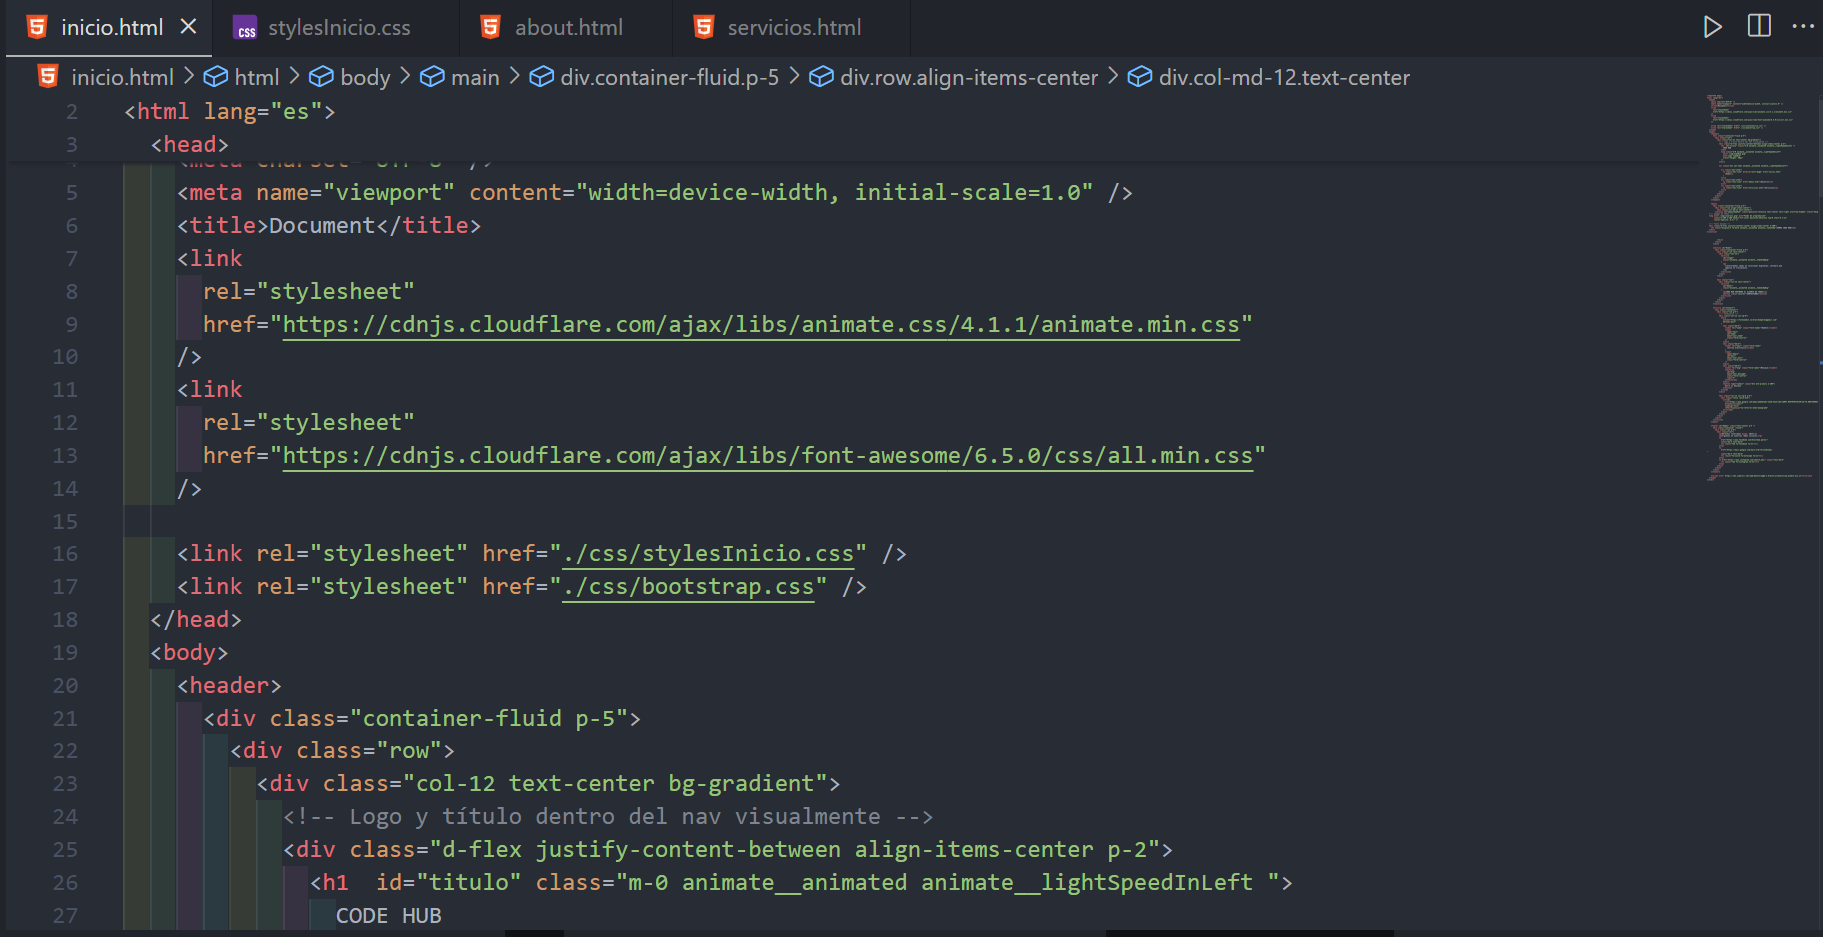 inicio.html
stylesInicio.css
about.html
servicios.html
inicio.html > html > body > main > div.container-fluid.p-5 > div.row.align-items-center > div.col-md-12.text-center
2 <html lang="es">
3 <head>
5 <meta name="viewport" content="width=device-width, initial-scale=1.0" />
6 <title>Document</title>
7 <link
8 rel="stylesheet"
9 href="https://cdnjs.cloudflare.com/ajax/libs/animate.css/4.1.1/animate.min.css"
10 />
11 <link
12 rel="stylesheet"
13 href="https://cdnjs.cloudflare.com/ajax/libs/font-awesome/6.5.0/css/all.min.css"
14 />
15
16 <link rel="stylesheet" href="./css/stylesInicio.css" />
17 <link rel="stylesheet" href="./css/bootstrap.css" />
18 </head>
19 <body>
20 <header>
21 <div class="container-fluid p-5">
22 <div class="row">
23 <div class="col-12 text-center bg-gradient">
24 <!-- Logo y título dentro del nav visualmente -->
25 <div class="d-flex justify-content-between align-items-center p-2">
26 <h1  id="titulo" class="m-0 animate__animated animate__lightSpeedInLeft ">
27 CODE HUB